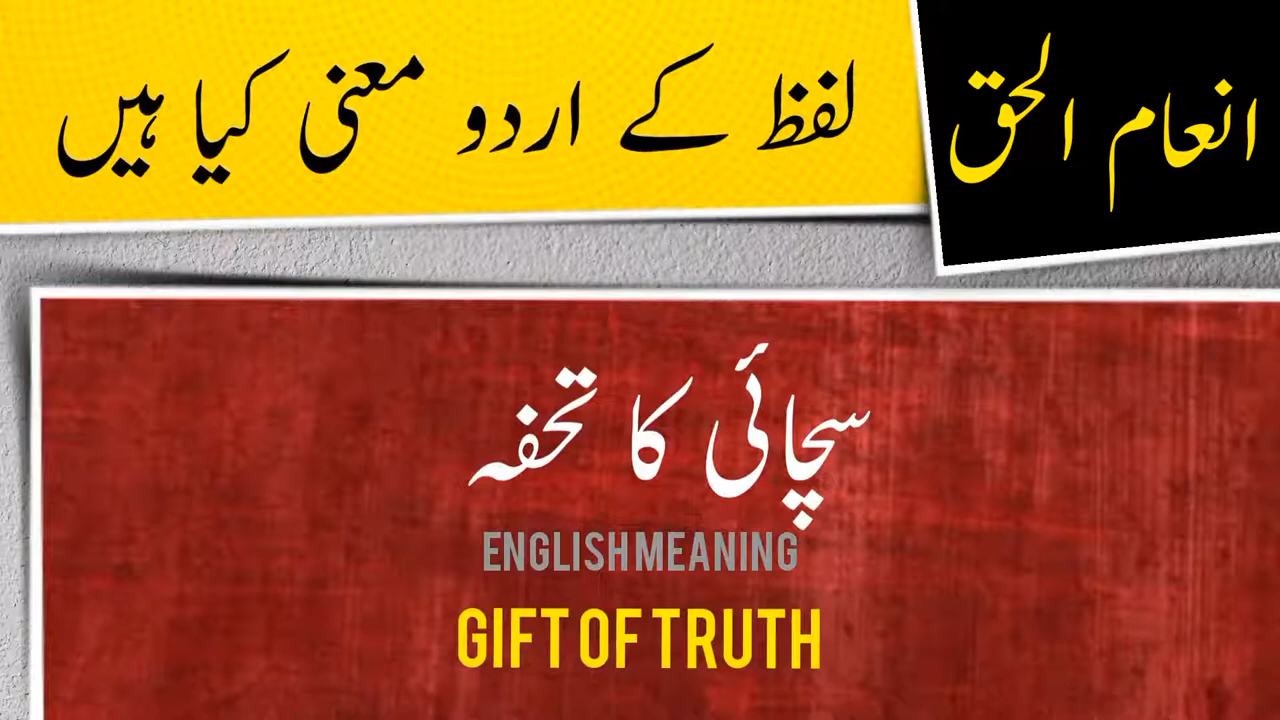 انعام الحق لفظ کے اردو معنی کیا ہیں
سچائی کا تحفہ
ENGLISH MEANING
GIFT OF TRUTH